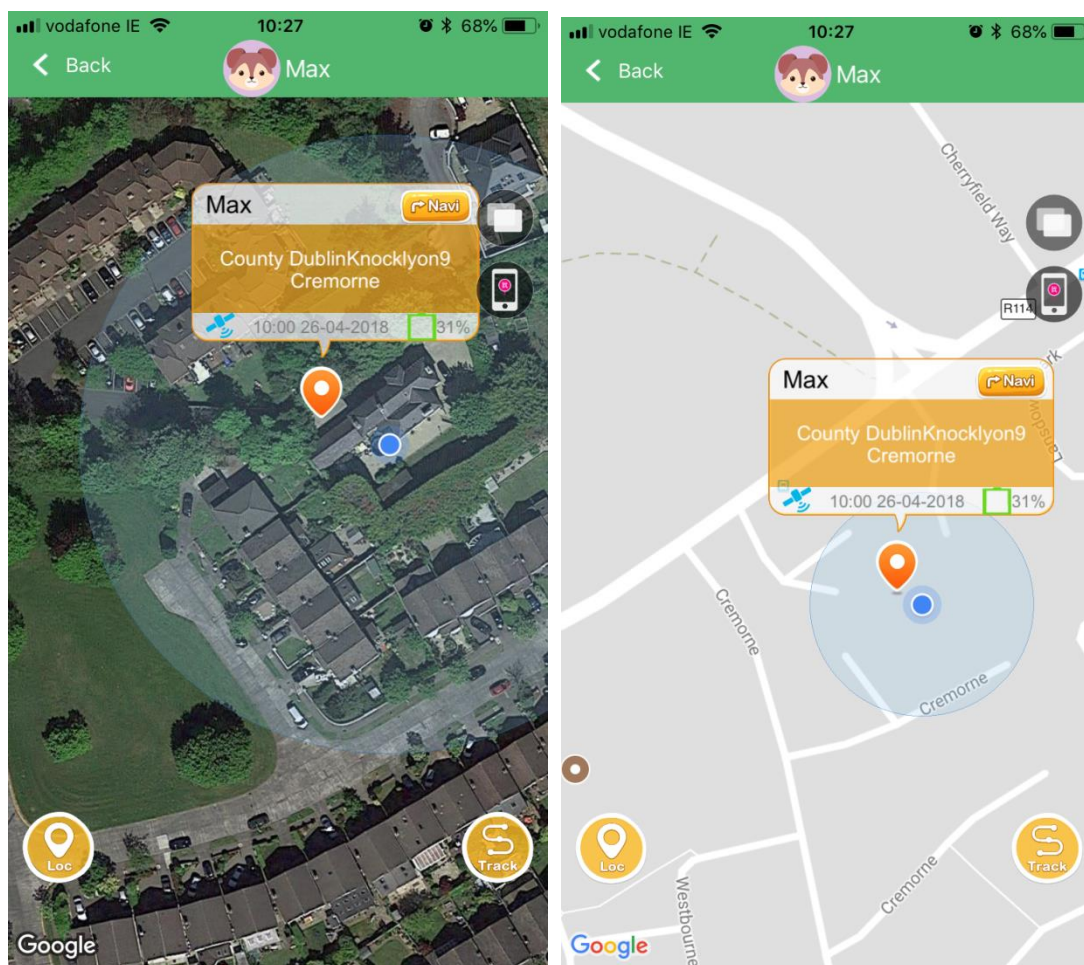 vodafone IE 10:27 68%
Back Max
Max Navi
County DublinKnocklyon9
Cremorne
10:00 26-04-2018 31%
Loc
Track
Google
vodafone IE 10:27 68%
Back Max
Cherryfield Way
R114
Max Navi
County DublinKnocklyon9
Cremorne
10:00 26-04-2018 31%
Cremorne
Cremorne
Loc
Track
Cremorne
Westbourne
Google